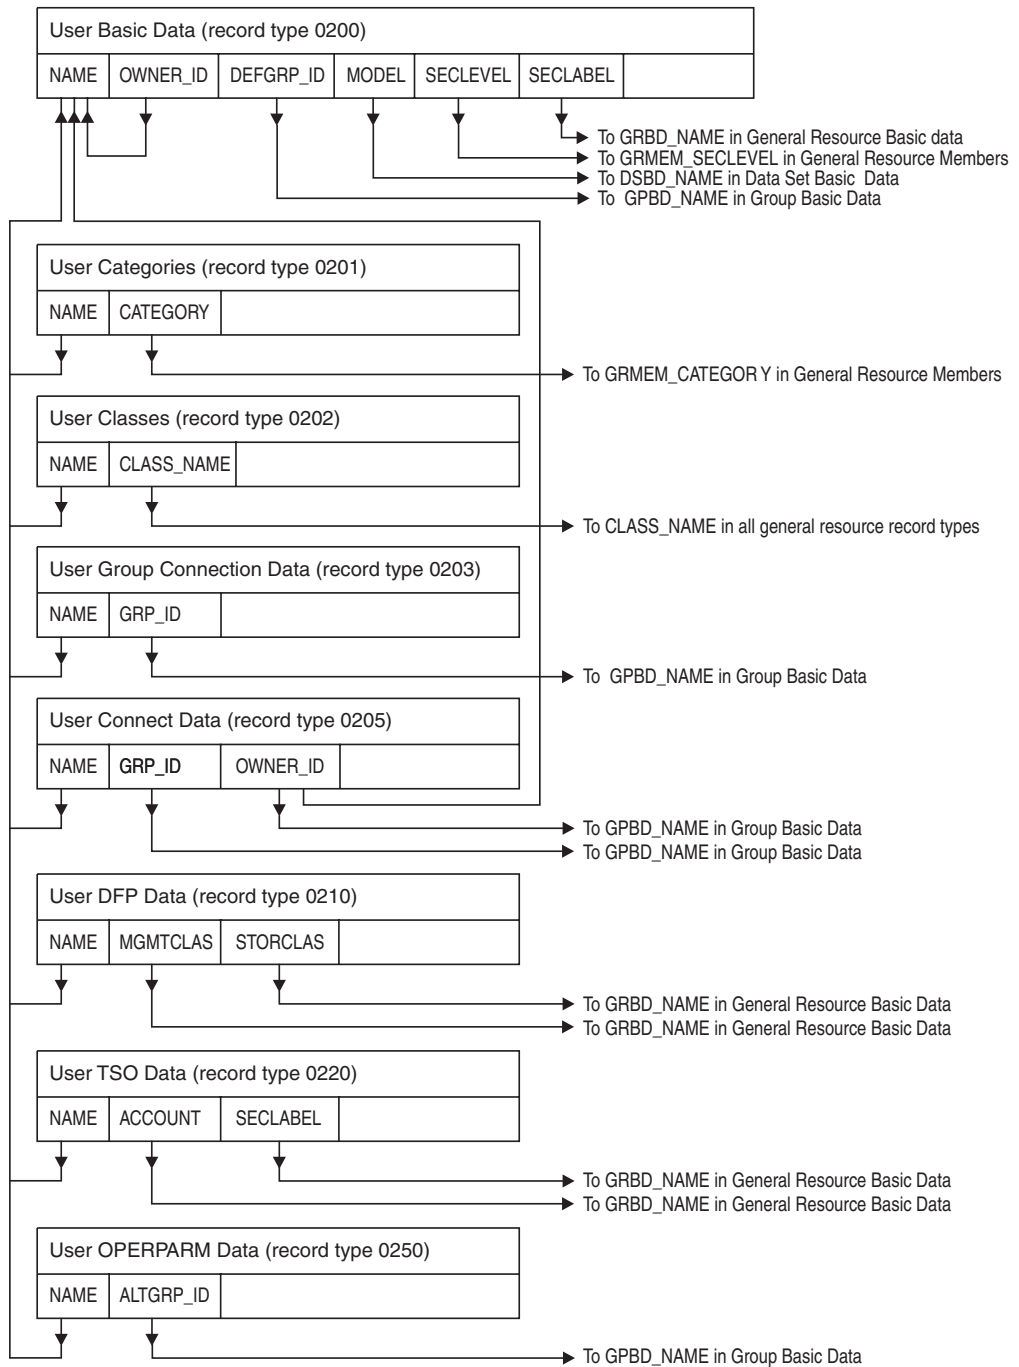 User Basic Data (record type 0200)
NAME OWNER_ID DEFGRP_ID MODEL SECLEVEL SECLABEL
To GRBD_NAME in General Resource Basic data
To GRMEM_SECLEVEL in General Resource Members
To DSBD_NAME in Data Set Basic Data
To GPBD_NAME in Group Basic Data
User Categories (record type 0201)
NAME CATEGORY
To GRMEM_CATEGOR Y in General Resource Members
User Classes (record type 0202)
NAME CLASS_NAME
To CLASS_NAME in all general resource record types
User Group Connection Data (record type 0203)
NAME GRP_ID
To GPBD_NAME in Group Basic Data
User Connect Data (record type 0205)
NAME GRP_ID OWNER_ID
To GPBD_NAME in Group Basic Data
To GPBD_NAME in Group Basic Data
User DFP Data (record type 0210)
NAME MGMTCLAS STORCLAS
To GRBD_NAME in General Resource Basic Data
To GRBD_NAME in General Resource Basic Data
User TSO Data (record type 0220)
NAME ACCOUNT SECLABEL
To GRBD_NAME in General Resource Basic Data
To GRBD_NAME in General Resource Basic Data
User OPERPARM Data (record type 0250)
NAME ALTGRP_ID
To GPBD_NAME in Group Basic Data